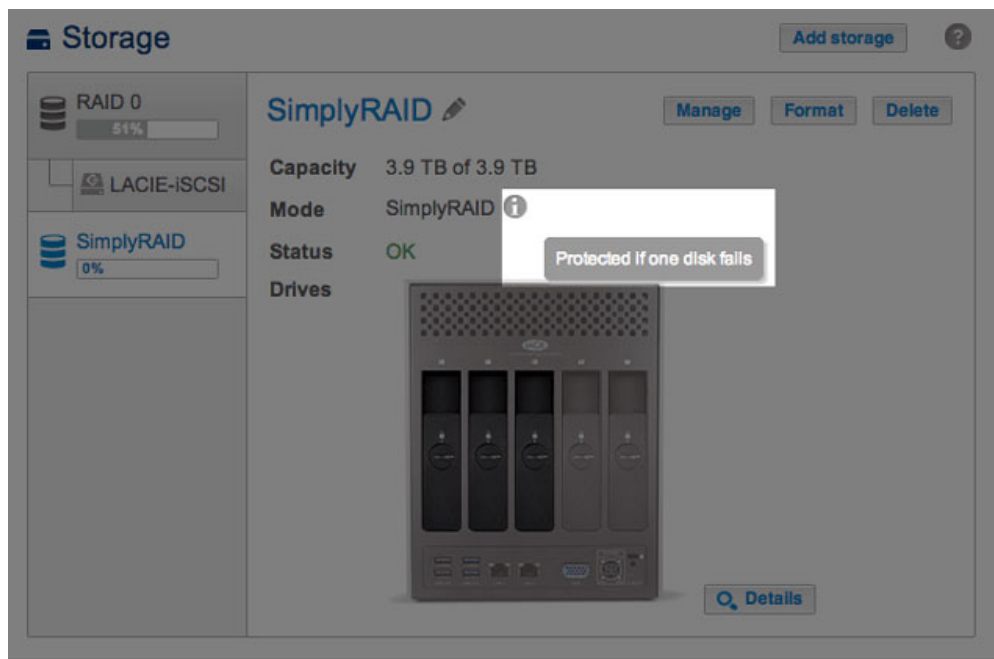 Storage
Add storage
?
RAID 0
51%
LACIE-iSCSI
SimplyRAID
0%
SimplyRAID
Manage
Format
Delete
Capacity 3.9 TB of 3.9 TB
Mode SimplyRAID i
Status OK
Protected if one disk fails
Drives
Details